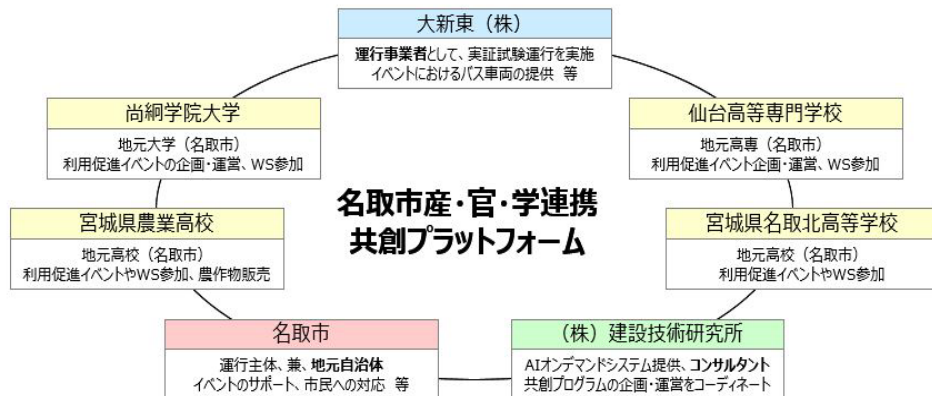 大新東（株）
運行事業者として、実証試験運行を実施
イベントにおけるバス車両の提供 等
尚絅学院大学
地元大学（名取市）
利用促進イベントの企画・運営、WS参加
仙台高等専門学校
地元高専（名取市）
利用促進イベント企画・運営、WS参加
名取市産・官・学連携
共創プラットフォーム
宮城県農業高校
地元高校（名取市）
利用促進イベントやWS参加、農作物販売
宮城県名取北高等学校
地元高校（名取市）
利用促進イベントやWS参加
名取市
運行主体、兼、地元自治体
イベントのサポート、市民への対応 等
（株）建設技術研究所
AIオンデマンドシステム提供、コンサルタント
共創プログラムの企画・運営をコーディネート